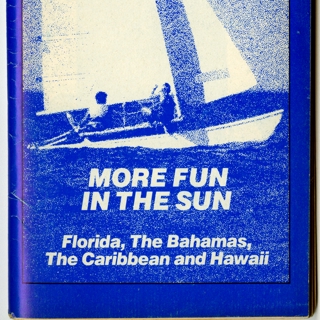 MORE FUN
IN THE SUN
Florida, The Bahamas,
The Caribbean and Hawaii